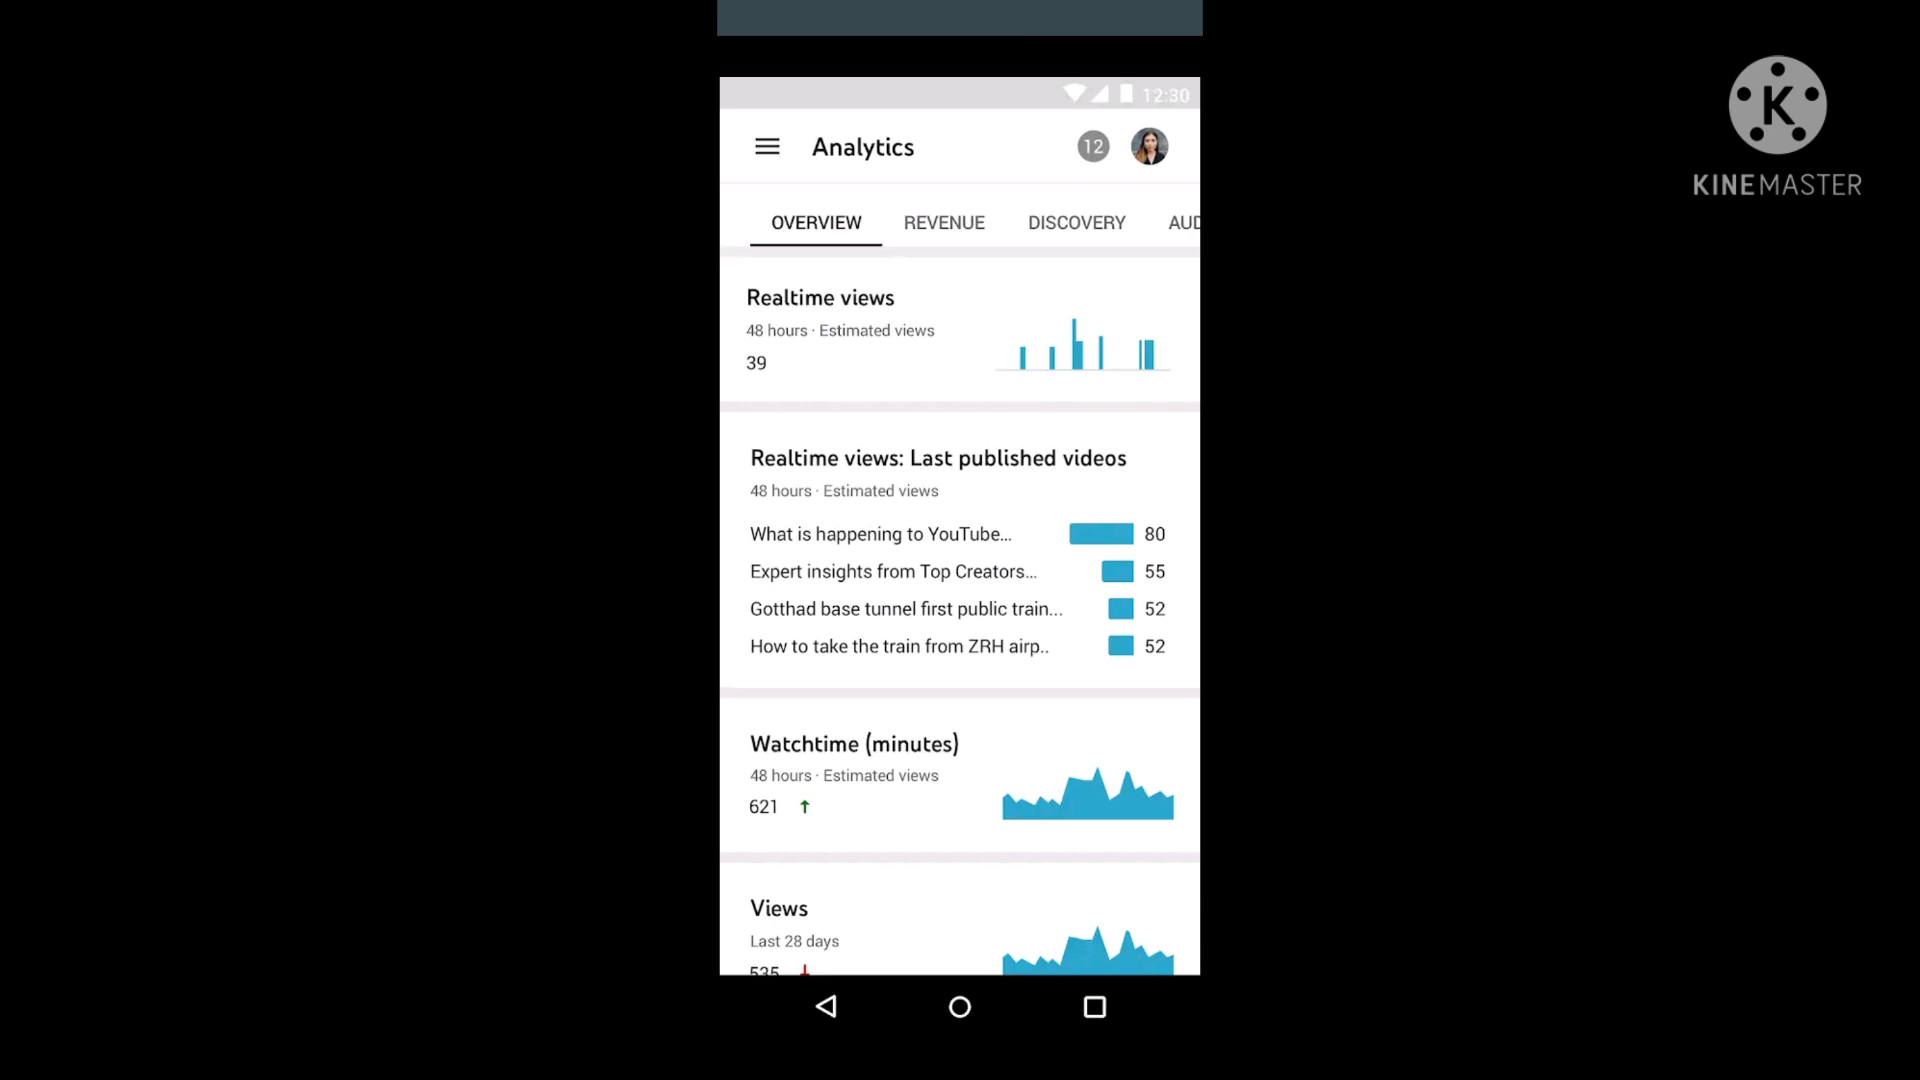 12:30
K
KINEMASTER
Analytics
12
OVERVIEW REVENUE DISCOVERY AUD
Realtime views
48 hours · Estimated views
39
Realtime views: Last published videos
48 hours · Estimated views
What is happening to YouTube... 80
Expert insights from Top Creators... 55
Gotthad base tunnel first public train... 52
How to take the train from ZRH airp.. 52
Watchtime (minutes)
48 hours · Estimated views
621
Views
Last 28 days
535